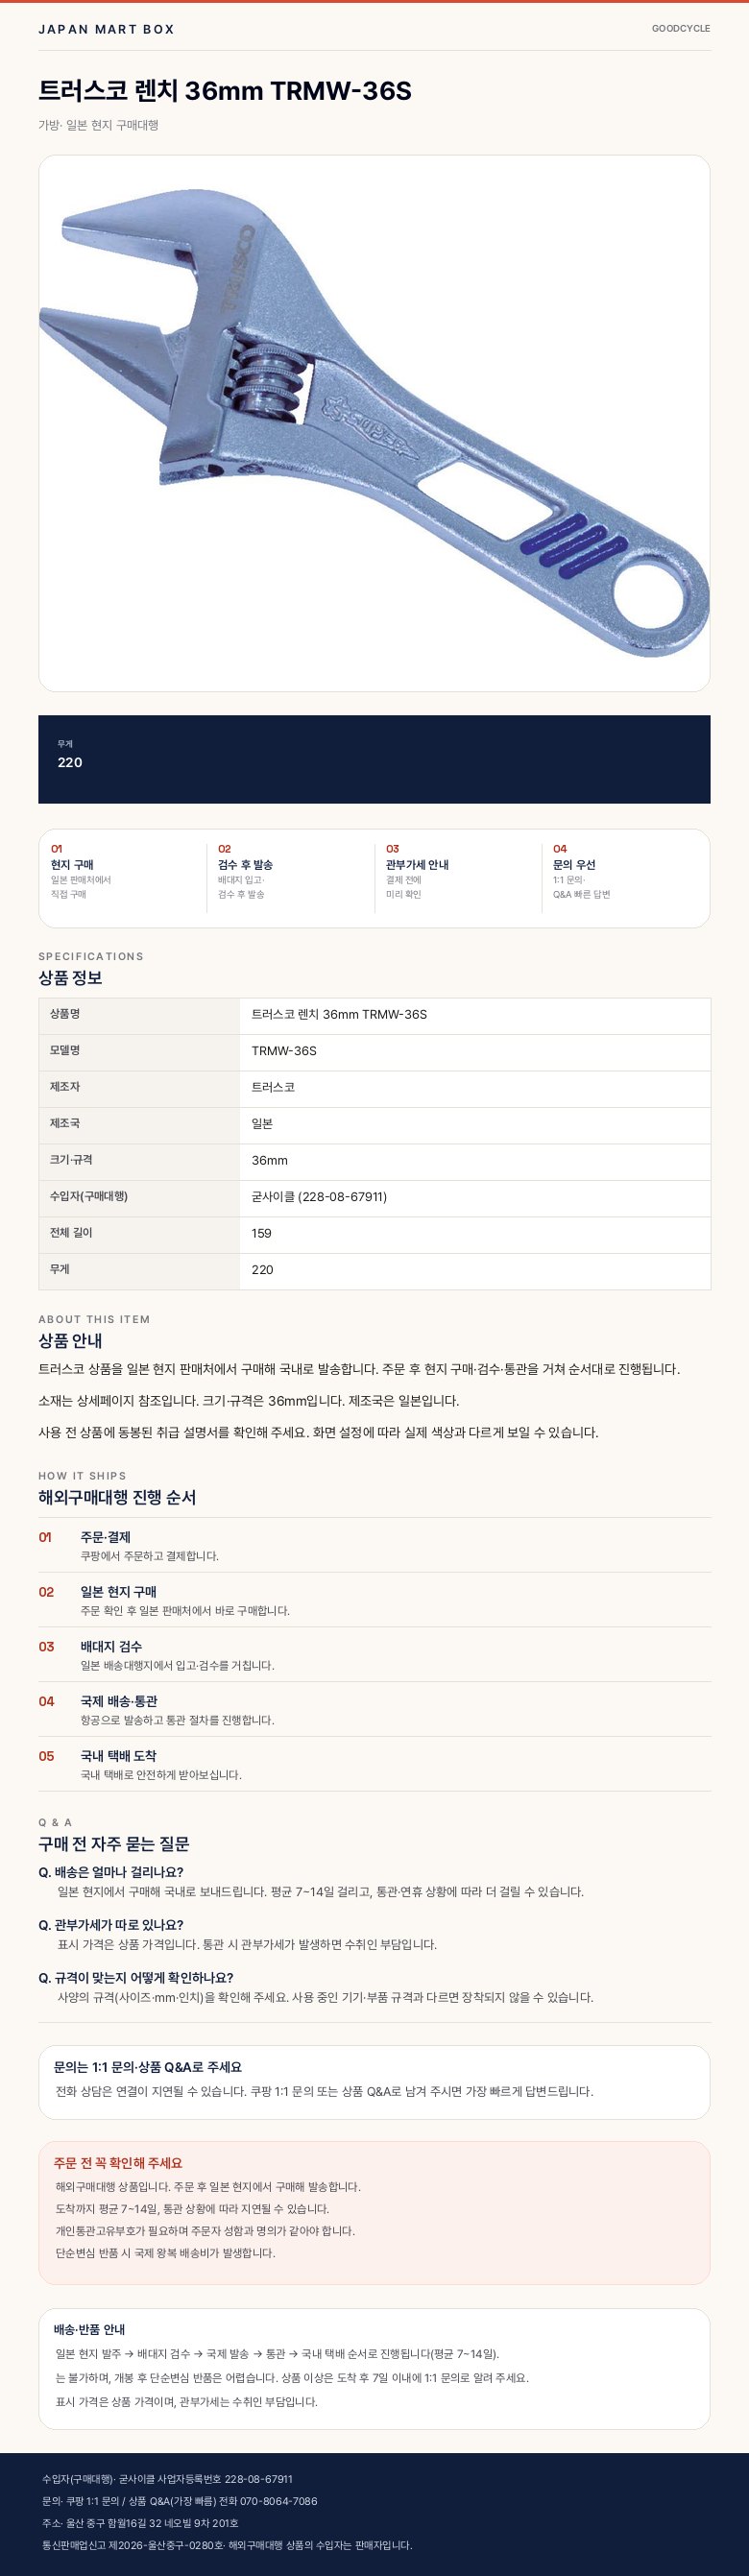 JAPAN MART BOX
GOODCYCLE
트러스코 렌치 36mm TRMW-36S
가방· 일본 현지 구매대행
TRUSCO
무게
220
01
현지 구매
일본 판매처에서
직접 구매
02
검수 후 발송
배대지 입고·
검수 후 발송
03
관부가세 안내
결제 전에
미리 확인
04
문의 우선
1:1 문의·
Q&A 빠른 답변
SPECIFICATIONS
상품 정보
상품명 트러스코 렌치 36mm TRMW-36S
모델명 TRMW-36S
제조자 트러스코
제조국 일본
크기·규격 36mm
수입자(구매대행) 굳사이클 (228-08-67911)
전체 길이 159
무게 220
ABOUT THIS ITEM
상품 안내
트러스코 상품을 일본 현지 판매처에서 구매해 국내로 발송합니다. 주문 후 현지 구매·검수·통관을 거쳐 순서대로 진행됩니다.
소재는 상세페이지 참조입니다. 크기·규격은 36mm입니다. 제조국은 일본입니다.
사용 전 상품에 동봉된 취급 설명서를 확인해 주세요. 화면 설정에 따라 실제 색상과 다르게 보일 수 있습니다.
HOW IT SHIPS
해외구매대행 진행 순서
01 주문·결제
쿠팡에서 주문하고 결제합니다.
02 일본 현지 구매
주문 확인 후 일본 판매처에서 바로 구매합니다.
03 배대지 검수
일본 배송대행지에서 입고·검수를 거칩니다.
04 국제 배송·통관
항공으로 발송하고 통관 절차를 진행합니다.
05 국내 택배 도착
국내 택배로 안전하게 받아보십니다.
Q & A
구매 전 자주 묻는 질문
Q. 배송은 얼마나 걸리나요?
일본 현지에서 구매해 국내로 보내드립니다. 평균 7~14일 걸리고, 통관·연휴 상황에 따라 더 걸릴 수 있습니다.
Q. 관부가세가 따로 있나요?
표시 가격은 상품 가격입니다. 통관 시 관부가세가 발생하면 수취인 부담입니다.
Q. 규격이 맞는지 어떻게 확인하나요?
사양의 규격(사이즈·mm·인치)을 확인해 주세요. 사용 중인 기기·부품 규격과 다르면 장착되지 않을 수 있습니다.
문의는 1:1 문의·상품 Q&A로 주세요
전화 상담은 연결이 지연될 수 있습니다. 쿠팡 1:1 문의 또는 상품 Q&A로 남겨 주시면 가장 빠르게 답변드립니다.
주문 전 꼭 확인해 주세요
해외구매대행 상품입니다. 주문 후 일본 현지에서 구매해 발송합니다.
도착까지 평균 7~14일, 통관 상황에 따라 지연될 수 있습니다.
개인통관고유부호가 필요하며 주문자 성함과 명의가 같아야 합니다.
단순변심 반품 시 국제 왕복 배송비가 발생합니다.
배송·반품 안내
일본 현지 발주 → 배대지 검수 → 국제 발송 → 통관 → 국내 택배 순서로 진행됩니다(평균 7~14일).
는 불가하며, 개봉 후 단순변심 반품은 어렵습니다. 상품 이상은 도착 후 7일 이내에 1:1 문의로 알려 주세요.
표시 가격은 상품 가격이며, 관부가세는 수취인 부담입니다.
수입자(구매대행)· 굳사이클 사업자등록번호 228-08-67911
문의· 쿠팡 1:1 문의 / 상품 Q&A(가장 빠름) 전화 070-8064-7086
주소· 울산 중구 함월16길 32 네오빌 9차 201호
통신판매업신고 제2026-울산중구-0280호· 해외구매대행 상품의 수입자는 판매자입니다.